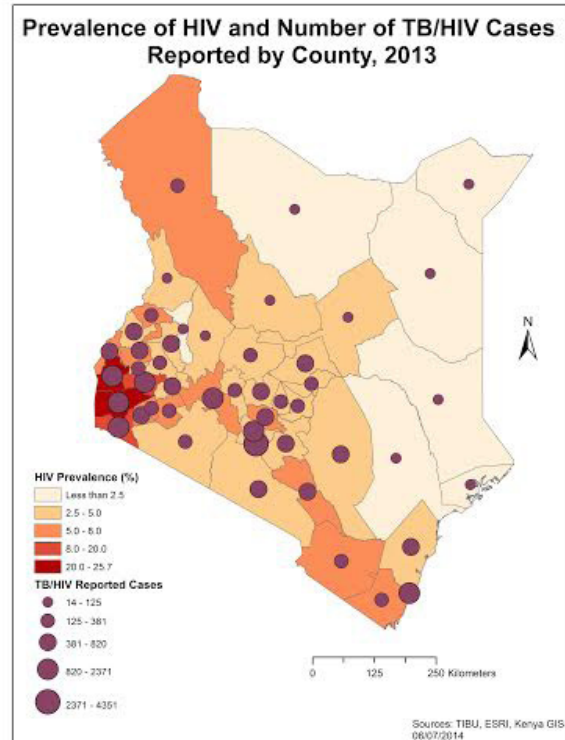 Prevalence of HIV and Number of TB/HIV Cases
Reported by County, 2013
N
HIV Prevalence (%)
Less than 2.5
2.5 - 5.0
5.0 - 8.0
8.0 - 20.0
20.0 - 25.7
TB/HIV Reported Cases
14 - 125
125 - 381
381 - 820
820 - 2371
2371 - 4351
0 125 250 Kilometers
Sources: TIBU, ESRI, Kenya GIS
06/07/2014